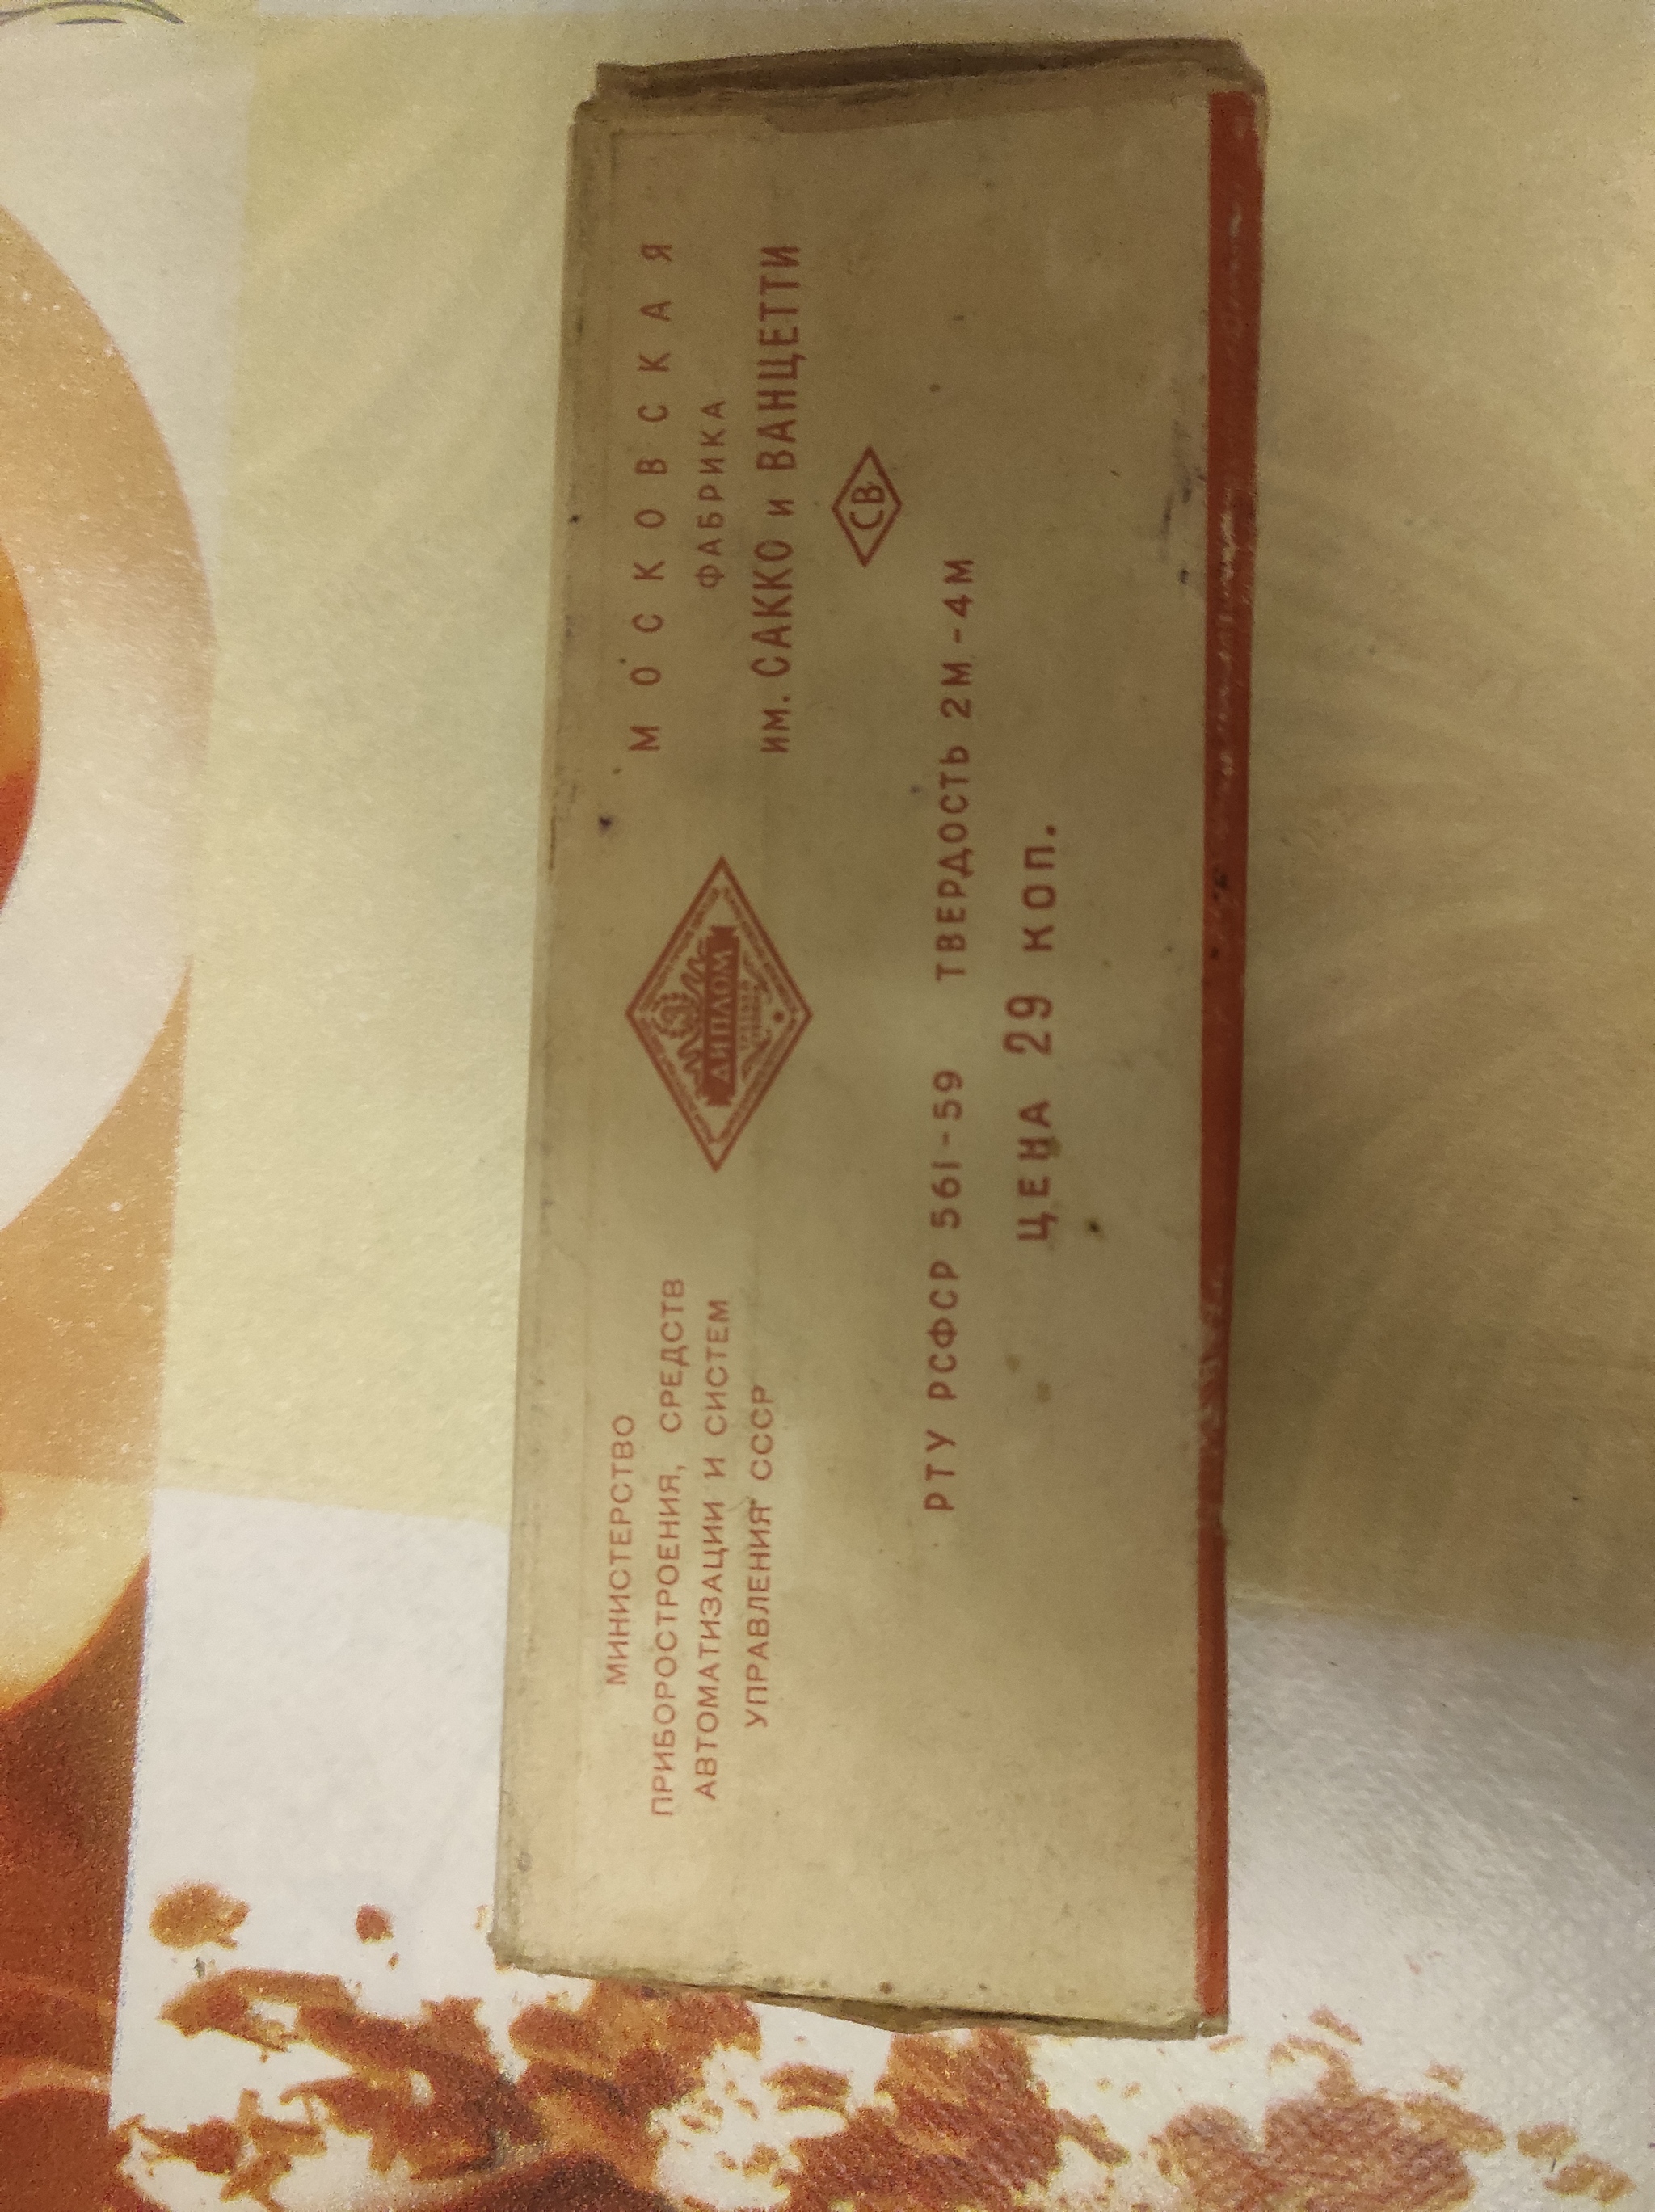 МИНИСТЕРСТВО
ПРИБОРОСТРОЕНИЯ, СРЕДСТВ
АВТОМАТИЗАЦИИ И СИСТЕМ
УПРАВЛЕНИЯ СССР
ДИПЛОМ
МОСКОВСКАЯ
ФАБРИКА
ИМ. САККО И ВАНЦЕТТИ
СВ
РТУ РСФСР 561-59 ТВЕРДОСТЬ 2М-4М
ЦЕНА 29 КОП.